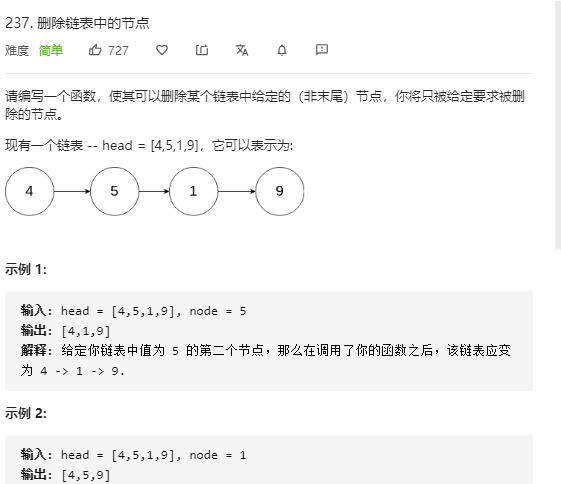 237. 删除链表中的节点
难度 简单 727
请编写一个函数，使其可以删除某个链表中给定的（非末尾）节点，你将只被给定要求被删
除的节点。
现有一个链表 -- head = [4,5,1,9]，它可以表示为:
4 5 1 9
示例 1:
输入: head = [4,5,1,9], node = 5
输出: [4,1,9]
解释: 给定你链表中值为 5 的第二个节点，那么在调用了你的函数之后，该链表应变
为 4 -> 1 -> 9.
示例 2:
输入: head = [4,5,1,9], node = 1
输出: [4,5,9]